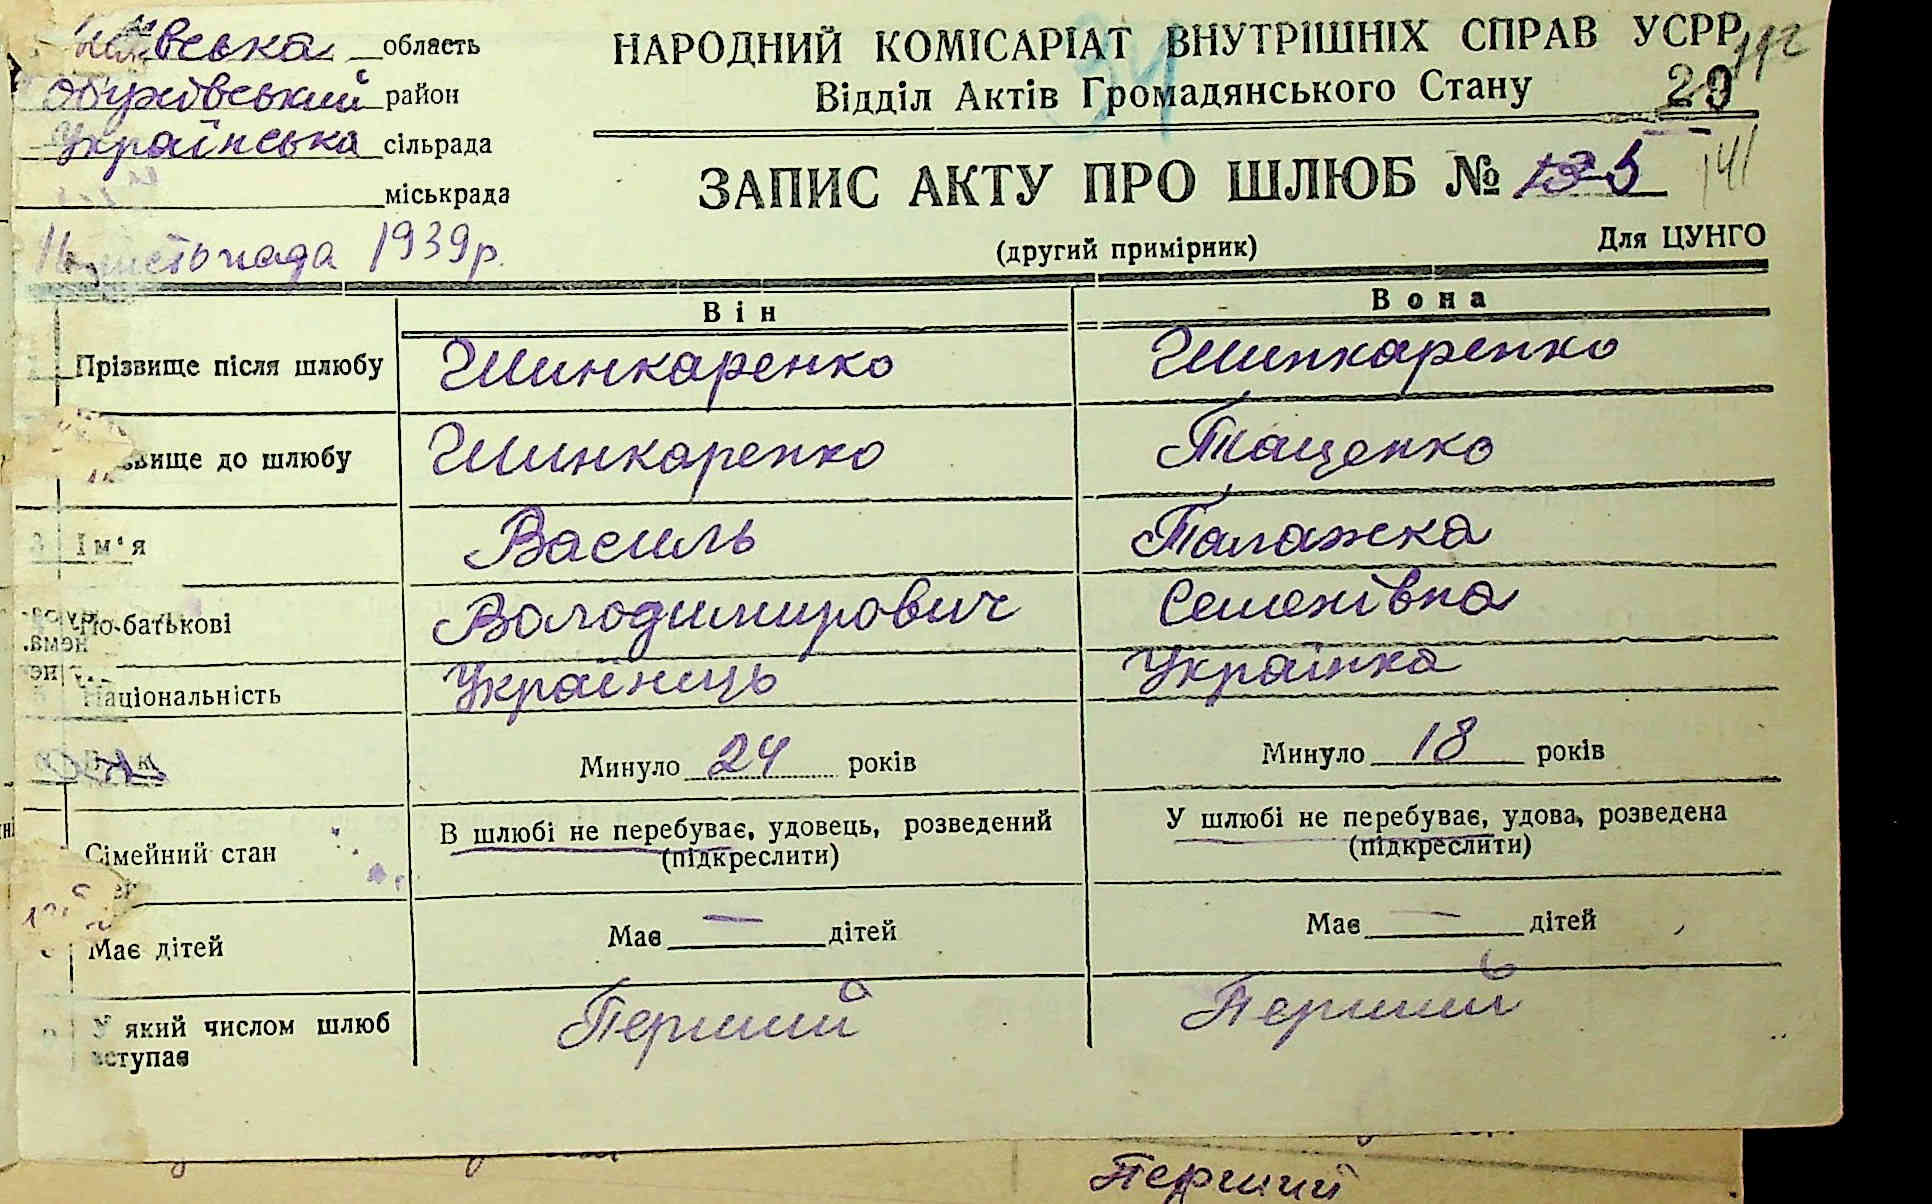 Київська область
Обухівський район
Українська сільрада
міськрада
16 листопада 1939 р.
НАРОДНИЙ КОМІСАРІАТ ВНУТРІШНІХ СПРАВ УСРР
Відділ Актів Громадянського Стану
29
ЗАПИС АКТУ ПРО ШЛЮБ №
141
(другий примірник) Для ЦУНГО
Він Вона
Прізвище після шлюбу Шинкаренко Шинкаренко
до шлюбу Шинкаренко Тащенко
Ім'я Василь Палажка
По-батькові Володимирович Семенівна
Національність Українець Українка
Минуло 24 років Минуло 18 років
Сімейний стан В шлюбі не перебуває, удовець, розведений У шлюбі не перебуває, удова, розведена
(підкреслити) (підкреслити)
Має дітей Має — дітей Має — дітей
У який числом шлюб Перший Перший
вступає
Перший